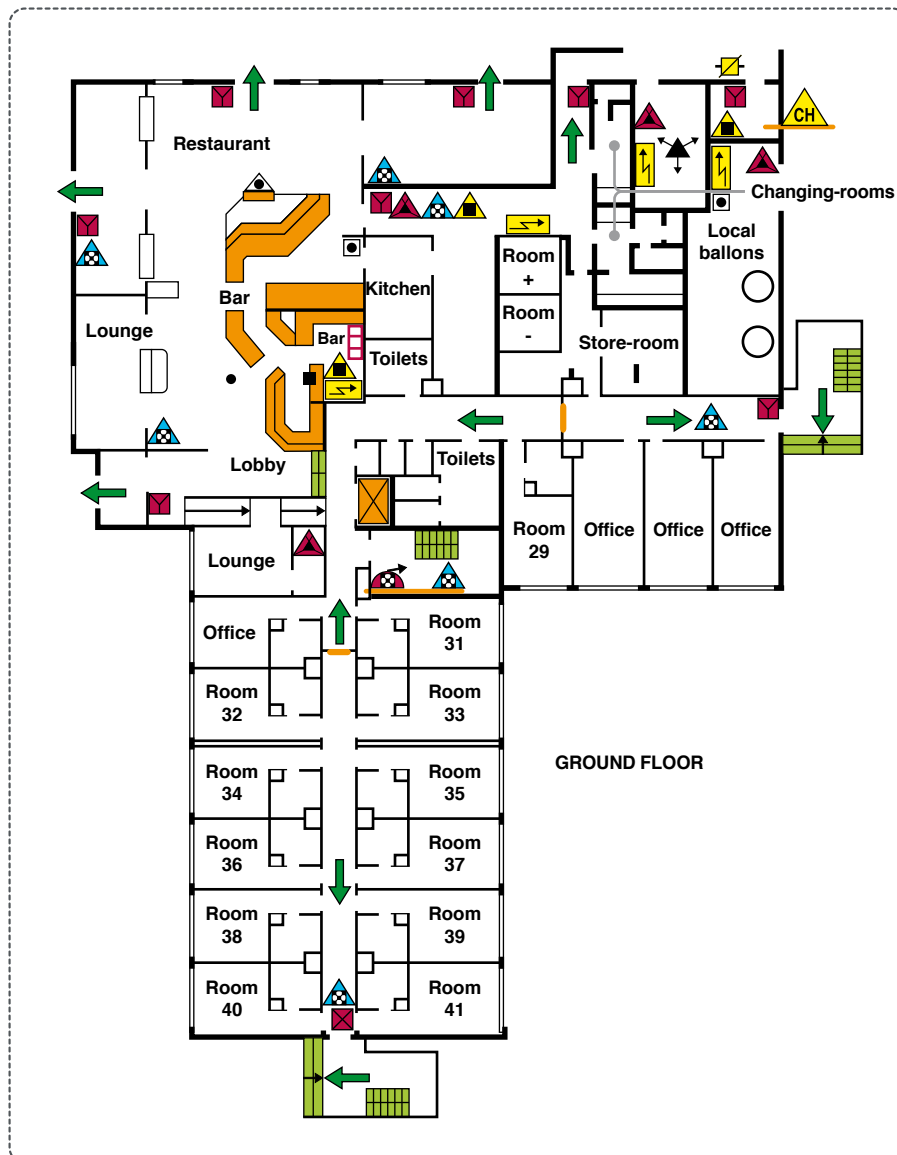 CH
Restaurant
Changing-rooms
Local
ballons
Room
+
Kitchen
Bar
Room
-
Lounge
Bar
Store-room
Toilets
Lobby
Toilets
Room
29
Office
Office
Office
Lounge
Office
Room
31
Room
32
Room
33
GROUND FLOOR
Room
34
Room
35
Room
36
Room
37
Room
38
Room
39
Room
40
Room
41